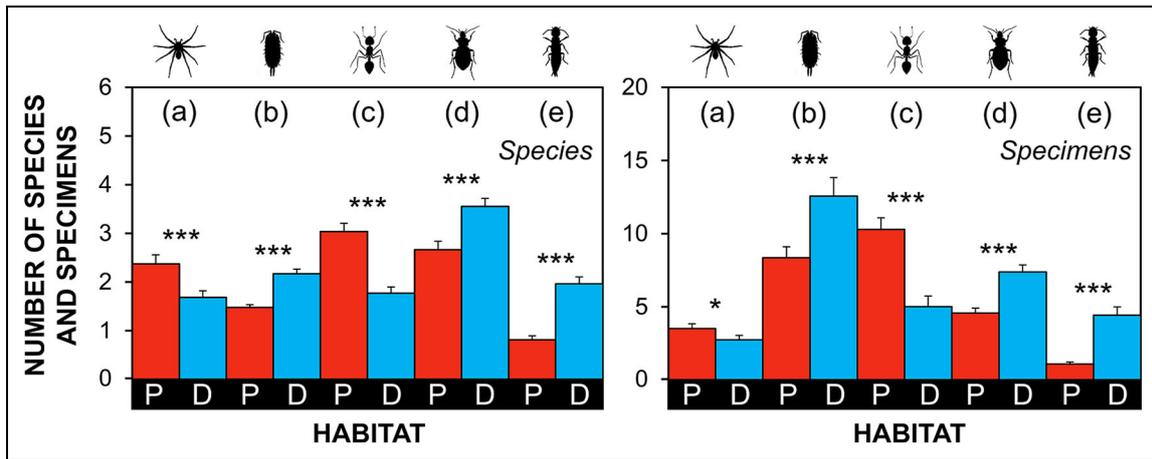 NUMBER OF SPECIES
AND SPECIMENS
6
5
4
3
2
1
0
(a) (b) (c) (d) (e)
Species
*** *** *** *** ***
P D P D P D P D P D
HABITAT
20
15
10
5
0
(a) (b) (c) (d) (e)
Specimens
* *** *** *** ***
P D P D P D P D P D
HABITAT